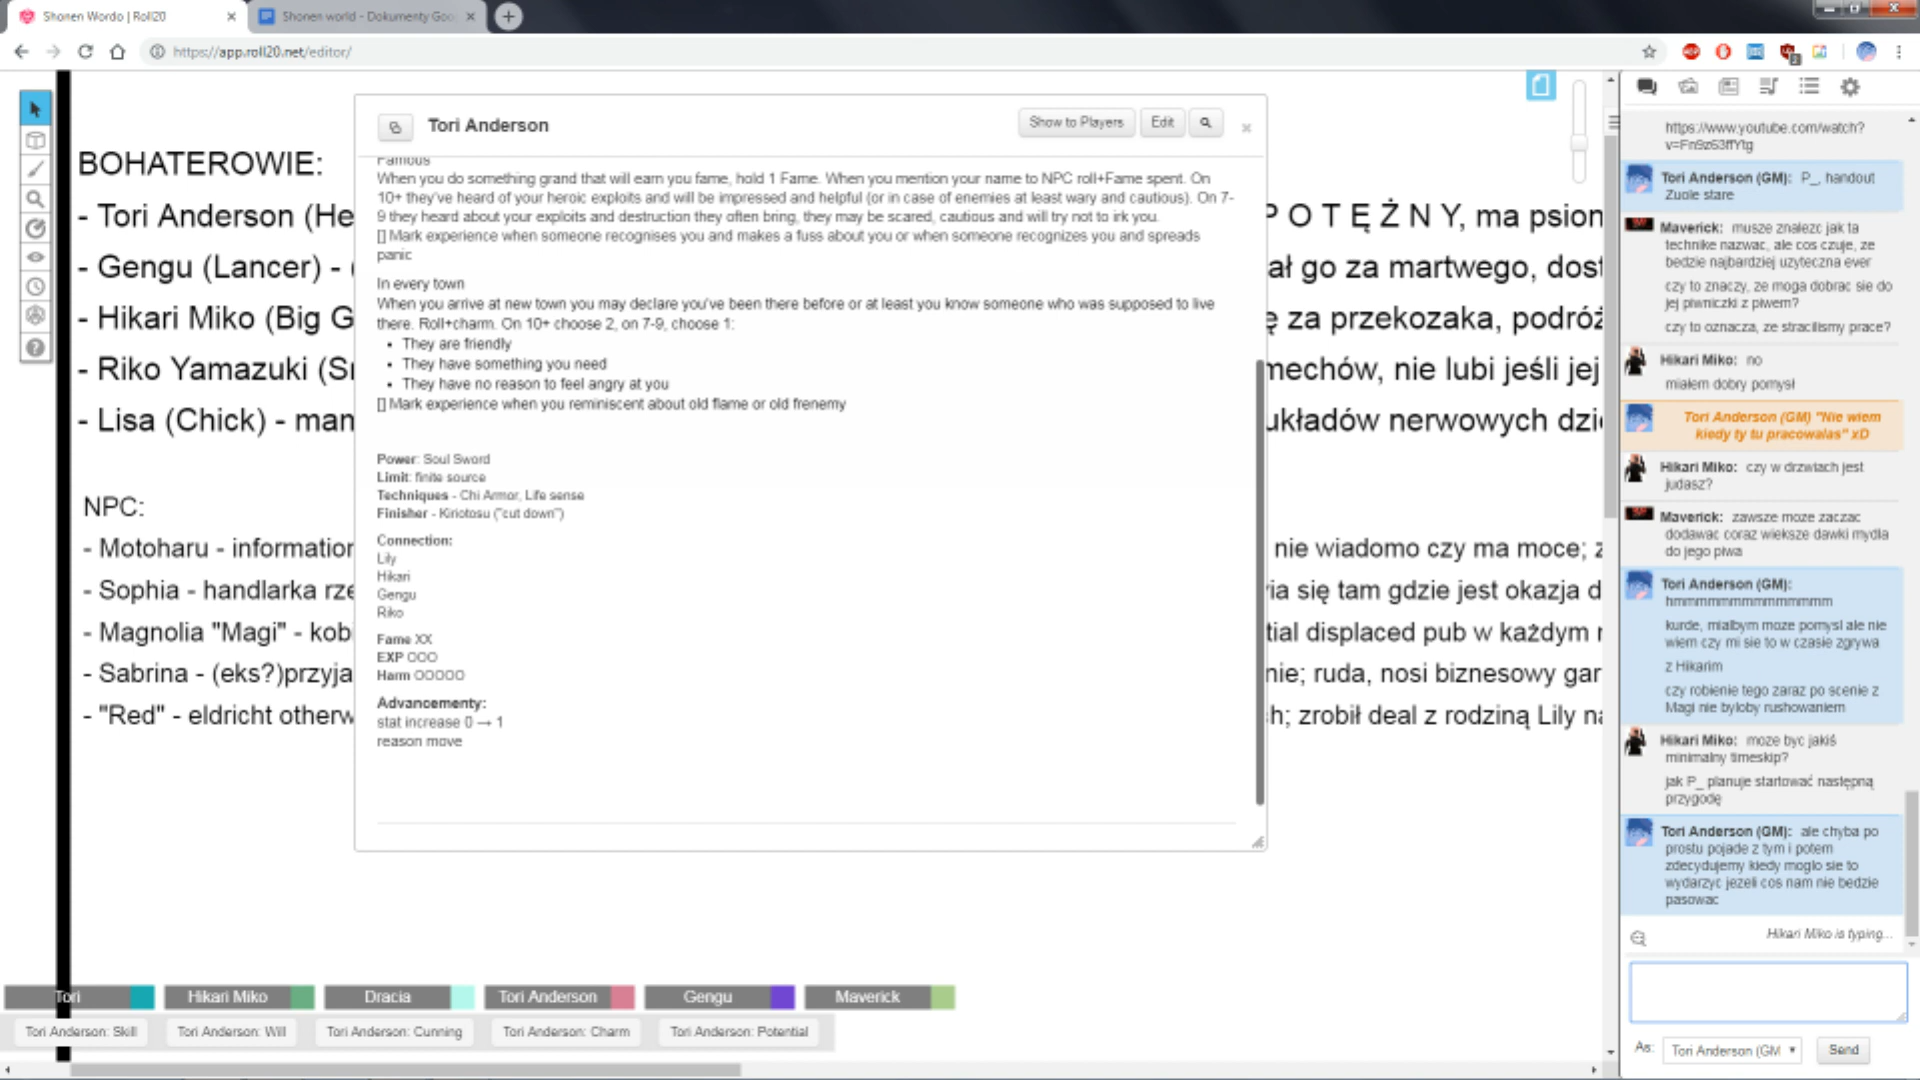 Shonen Wordo | Roll20
Shonen world - Dokumenty Goo
https://app.roll20.net/editor/
BOHATEROWIE:
- Tori Anderson (He
- Gengu (Lancer) - (
- Hikari Miko (Big G
- Riko Yamazuki (Sr
- Lisa (Chick) - man
NPC:
- Motoharu - information
- Sophia - handlarka rze
- Magnolia "Magi" - kobi
- Sabrina - (eks?)przyja
- "Red" - eldricht otherw
Tori Anderson
Show to Players
Edit
Famous
When you do something grand that will earn you fame, hold 1 Fame. When you mention your name to NPC roll+Fame spent. On
10+ they've heard of your heroic exploits and will be impressed and helpful (or in case of enemies at least wary and cautious). On 7-
9 they heard about your exploits and destruction they often bring, they may be scared, cautious and will try not to irk you.
[] Mark experience when someone recognises you and makes a fuss about you or when someone recognizes you and spreads
panic
In every town
When you arrive at new town you may declare you've been there before or at least you know someone who was supposed to live
there. Roll+charm. On 10+ choose 2, on 7-9, choose 1:
• They are friendly
• They have something you need
• They have no reason to feel angry at you
[] Mark experience when you reminiscent about old flame or old frenemy
Power: Soul Sword
Limit: finite source
Techniques - Chi Armor, Life sense
Finisher - Kiriotosu ("cut down")
Connection:
Lily
Hikari
Gengu
Riko
Fame XX
EXP OOO
Harm OOOOO
Advancementy:
stat increase 0 → 1
reason move
P O T Ę Ż N Y, ma psion
ał go za martwego, dost
ę za przekozaka, podróż
mechów, nie lubi jeśli jej
układów nerwowych dzie
nie wiadomo czy ma moce; z
ia się tam gdzie jest okazja d
tial displaced pub w każdym r
nie; ruda, nosi biznesowy gar
h; zrobił deal z rodziną Lily na
https://www.youtube.com/watch?
Tori Anderson (GM): P_, handout
Zuole stare
Maverick: musze znalezc jak ta
technike nazwac, ale cos czuje, ze
bedzie najbardziej uzyteczna ever
czy to znaczy, ze moga dobrac sie do
jej piwniczki z piwem?
czy to oznacza, ze stracilismy prace?
Hikari Miko: no
miałem dobry pomysł
Tori Anderson (GM) "Nie wiem
kiedy ty tu pracowalas" xD
Hikari Miko: czy w drzwiach jest
judasz?
Maverick: zawsze moze zaczac
dodawac coraz wieksze dawki mydla
do jego piwa
Tori Anderson (GM):
hmmmmmmmmmmmmmm
kurde, mialbym moze pomysl ale nie
wiem czy mi sie to w czasie zgrywa
z Hikarim
czy robienie tego zaraz po scenie z
Magi nie byloby rushowaniem
Hikari Miko: moze byc jakiś
minimalny timeskip?
jak P_ planuje startować następną
przygodę
Tori Anderson (GM): ale chyba po
prostu pojade z tym i potem
zdecydujemy kiedy moglo sie to
wydarzyc jezeli cos nam nie bedzie
pasowac
Hikari Miko is typing...
As: Tori Anderson (GM
Send
Tori
Hikari Miko
Dracia
Tori Anderson
Gengu
Maverick
Tori Anderson: Skill
Tori Anderson: Will
Tori Anderson: Cunning
Tori Anderson: Charm
Tori Anderson: Potential